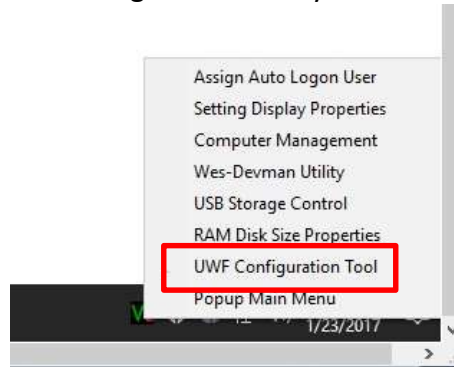 Assign Auto Logon User
Setting Display Properties
Computer Management
Wes-Devman Utility
USB Storage Control
RAM Disk Size Properties
UWF Configuration Tool
Popup Main Menu
1/23/2017